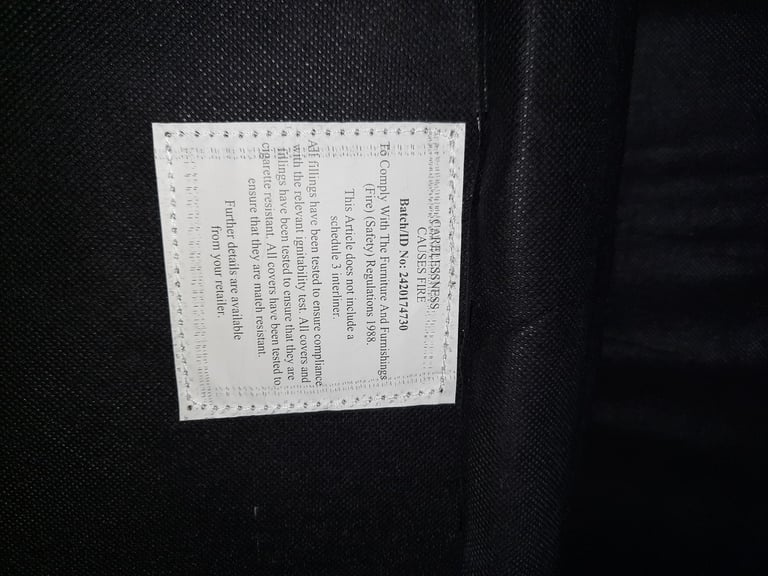 CARELESSNESS
CAUSES FIRE
Batch/ID No: 2420174730
To Comply With The Furniture And Furnishings
(Fire) (Safety) Regulations 1988.
This Article does not include a
schedule 3 interliner.
All fillings have been tested to ensure compliance
with the relevant ignitability test. All covers and
fillings have been tested to ensure that they are
cigarette resistant. All covers have been tested to
ensure that they are match resistant.
Further details are available
from your retailer.